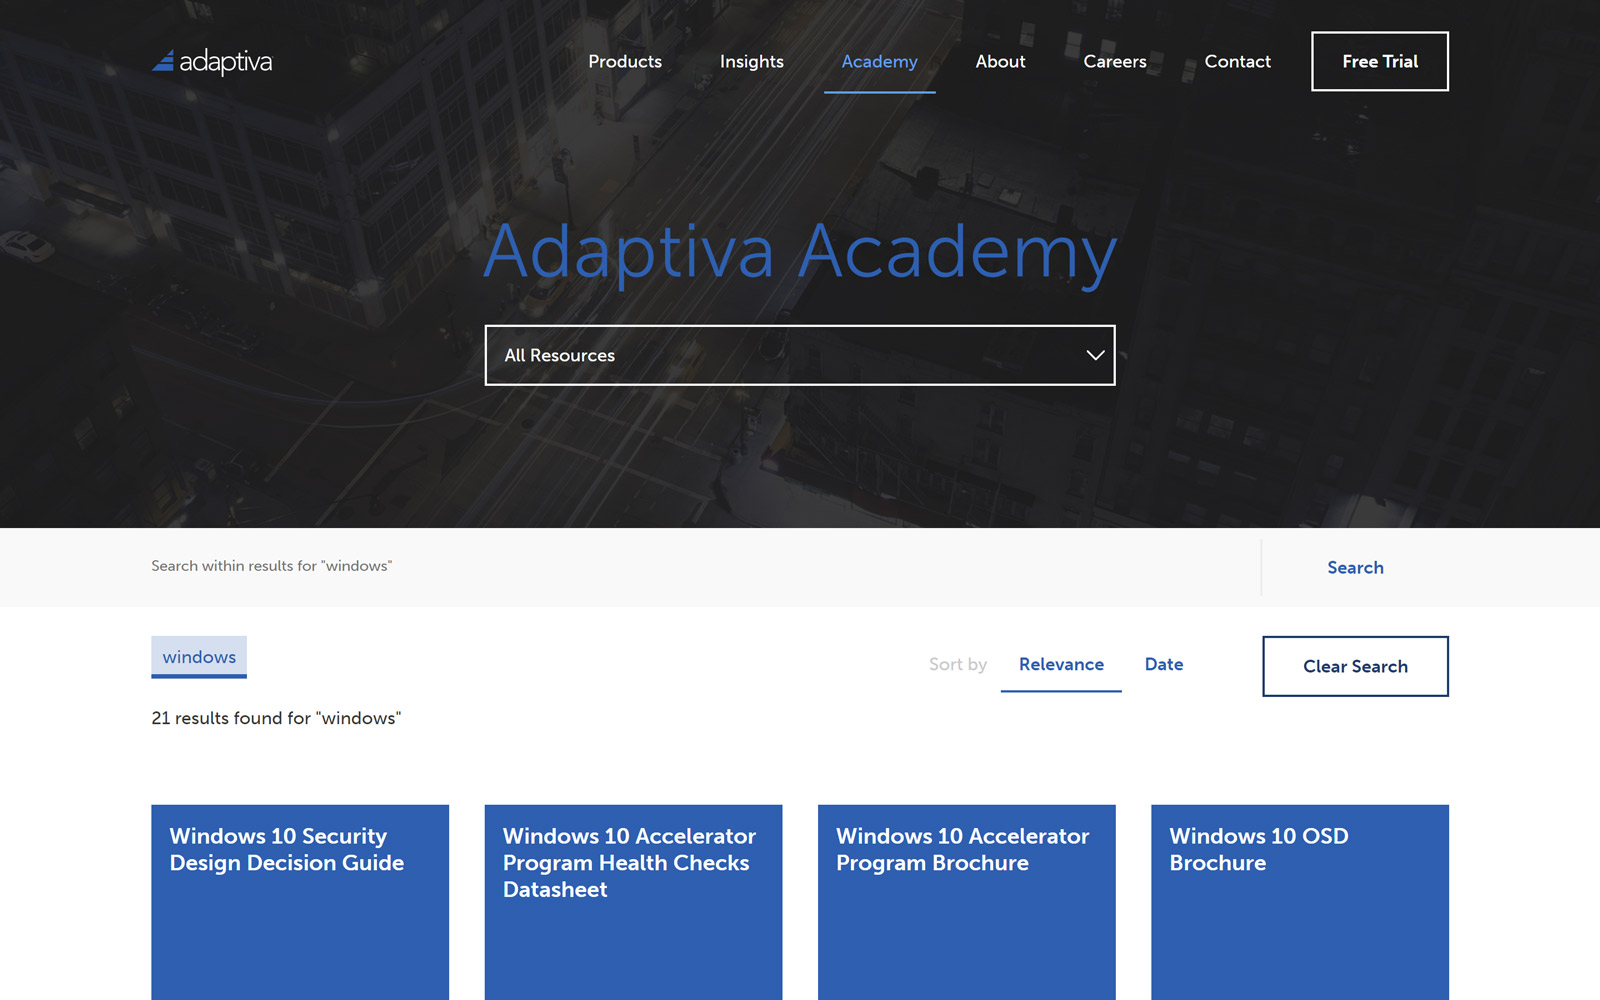 adaptiva
Products Insights Academy About Careers Contact Free Trial
Adaptiva Academy
All Resources
Search within results for "windows"
Search
windows
Sort by Relevance Date
Clear Search
21 results found for "windows"
Windows 10 Security
Design Decision Guide
Windows 10 Accelerator
Program Health Checks
Datasheet
Windows 10 Accelerator
Program Brochure
Windows 10 OSD
Brochure